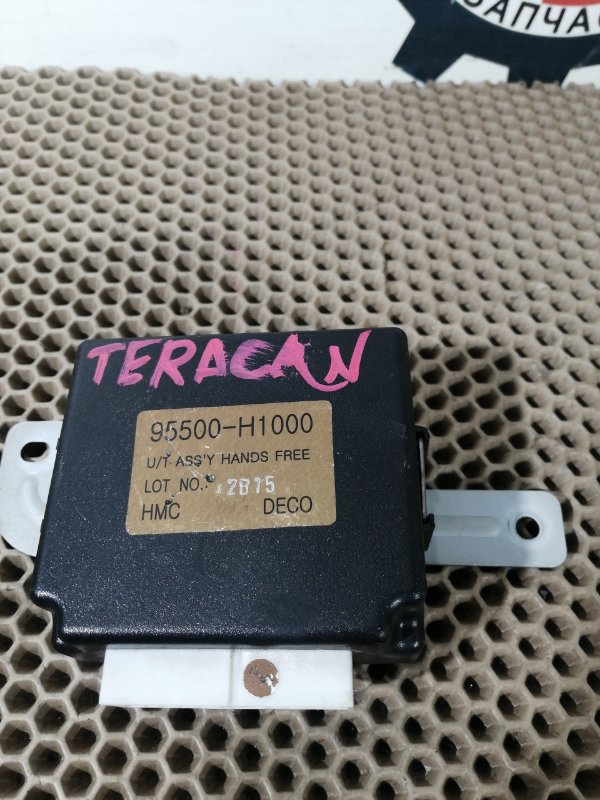 ЗАПЧАС
TERACAN
95500-H1000
U/T ASS'Y HANDS FREE
LOT NO. 2B15
HMC DECO